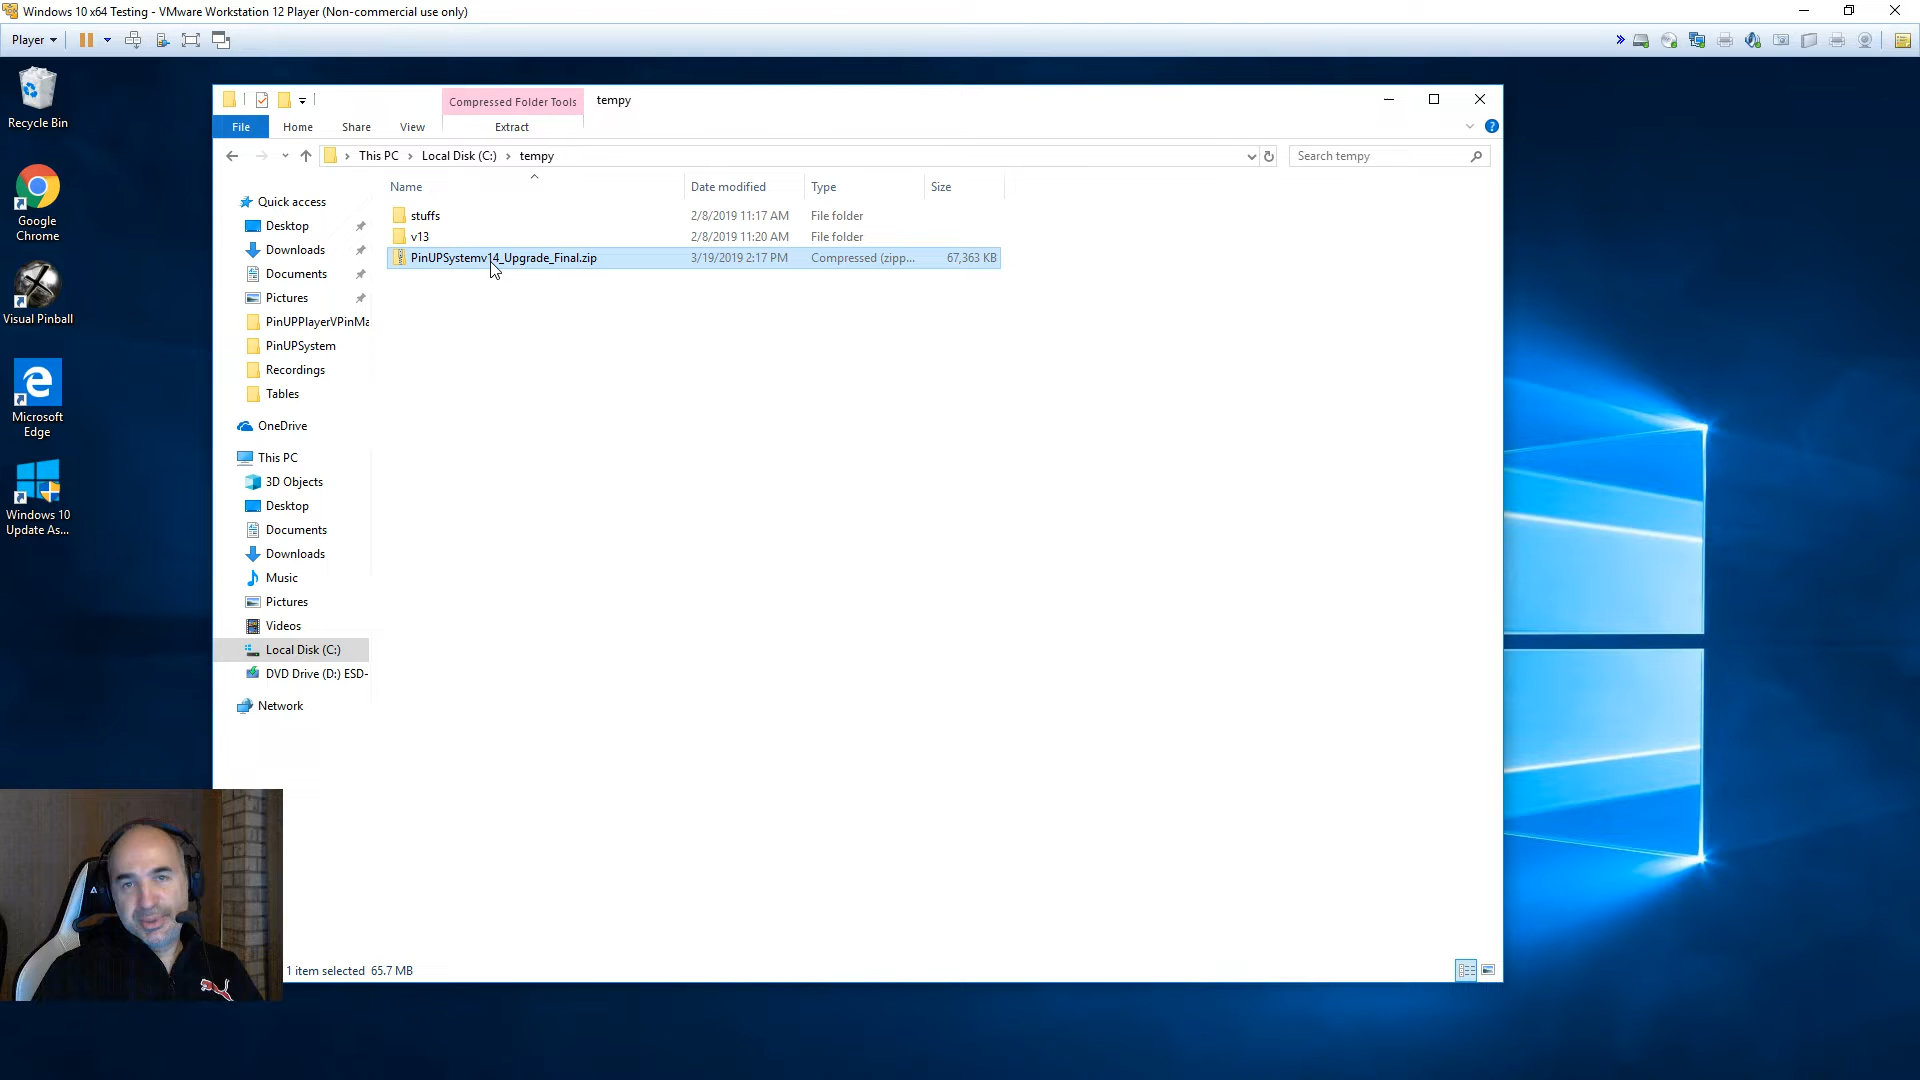 Windows 10 x64 Testing - VMware Workstation 12 Player (Non-commercial use only)
Player
Recycle Bin
Google
Chrome
Visual Pinball
Microsoft
Edge
Windows 10
Update As...
Compressed Folder Tools
tempy
File
Home
Share
View
Extract
This PC
Local Disk (C:)
tempy
Search tempy
Name
Date modified
Type
Size
stuffs
2/8/2019 11:17 AM
File folder
v13
2/8/2019 11:20 AM
File folder
PinUPSystemv14_Upgrade_Final.zip
3/19/2019 2:17 PM
Compressed (zipp...
67,363 KB
Quick access
Desktop
Downloads
Documents
Pictures
PinUPPlayerVPinMa
PinUPSystem
Recordings
Tables
OneDrive
This PC
3D Objects
Desktop
Documents
Downloads
Music
Pictures
Videos
Local Disk (C:)
DVD Drive (D:) ESD-
Network
1 item selected 65.7 MB